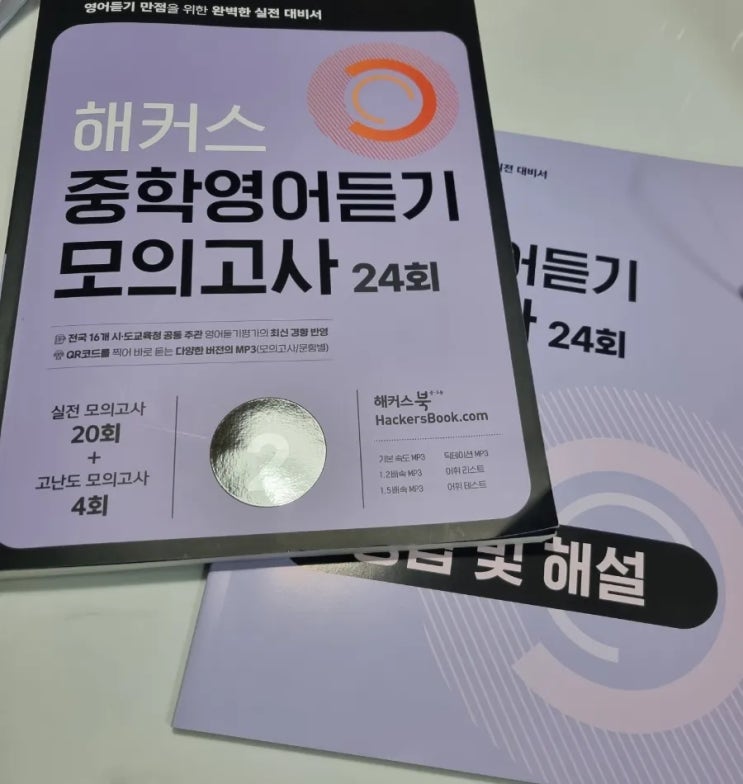 영어듣기 만점을 위한 완벽한 실전 대비서
해커스
중학영어듣기
모의고사 24회
전국 16개 시·도교육청 공동 주관 영어듣기평가의 최신 경향 반영
QR코드를 찍어 바로 듣는 다양한 버전의 MP3(모의고사/문항별)
실전 모의고사
20회
+
고난도 모의고사
4회
2
해커스북
HackersBook.com
기본 속도 MP3 딕테이션 MP3
1.2배속 MP3 어휘 리스트
1.5배속 MP3 어휘 테스트
실전 대비서
어듣기
24회
정답 및 해설